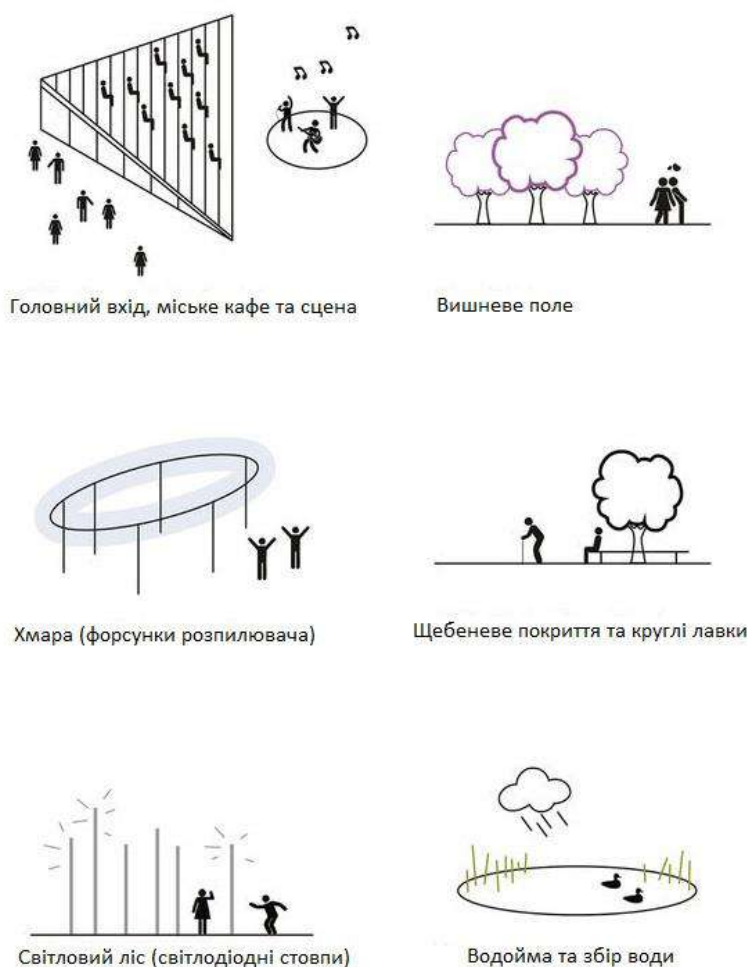 Головний вхід, міське кафе та сцена
Вишневе поле
Хмара (форсунки розпилювача)
Щебеневе покриття та круглі лавки
Світловий ліс (світлодіодні стовпи)
Водойма та збір води